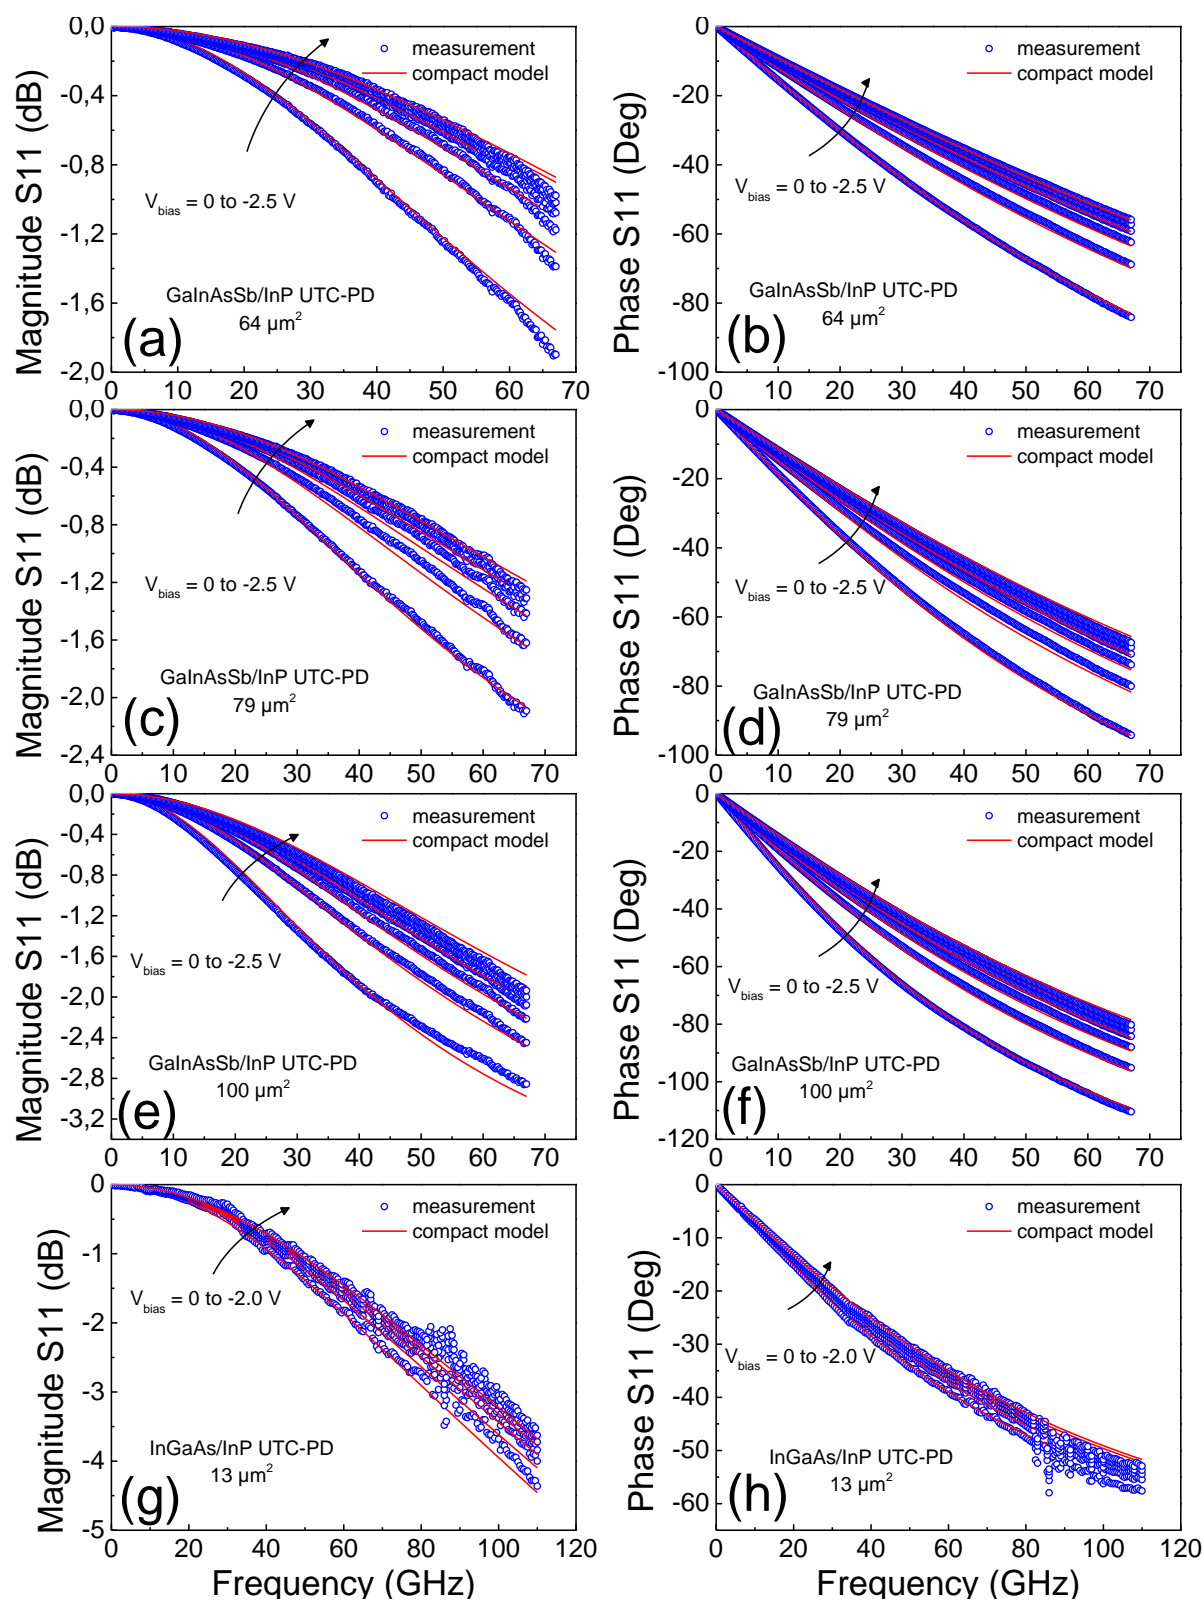 Magnitude S11 (dB)
0,0
-0,4
-0,8
-1,2
-1,6
-2,0
0 10 20 30 40 50 60 70
measurement
compact model
V_bias = 0 to -2.5 V
GaInAsSb/InP UTC-PD
64 µm²
(a)
Phase S11 (Deg)
0
-20
-40
-60
-80
-100
0 10 20 30 40 50 60 70
measurement
compact model
V_bias = 0 to -2.5 V
GaInAsSb/InP UTC-PD
64 µm²
(b)
Magnitude S11 (dB)
0,0
-0,4
-0,8
-1,2
-1,6
-2,0
-2,4
0 10 20 30 40 50 60 70
measurement
compact model
V_bias = 0 to -2.5 V
GaInAsSb/InP UTC-PD
79 µm²
(c)
Phase S11 (Deg)
0
-20
-40
-60
-80
-100
0 10 20 30 40 50 60 70
measurement
compact model
V_bias = 0 to -2.5 V
GaInAsSb/InP UTC-PD
79 µm²
(d)
Magnitude S11 (dB)
0,0
-0,4
-0,8
-1,2
-1,6
-2,0
-2,4
-2,8
-3,2
0 10 20 30 40 50 60 70
measurement
compact model
V_bias = 0 to -2.5 V
GaInAsSb/InP UTC-PD
100 µm²
(e)
Phase S11 (Deg)
0
-20
-40
-60
-80
-100
-120
0 10 20 30 40 50 60 70
measurement
compact model
V_bias = 0 to -2.5 V
GaInAsSb/InP UTC-PD
100 µm²
(f)
Magnitude S11 (dB)
0
-1
-2
-3
-4
-5
0 20 40 60 80 100 120
measurement
compact model
V_bias = 0 to -2.0 V
InGaAs/InP UTC-PD
13 µm²
(g)
Frequency (GHz)
Phase S11 (Deg)
0
-10
-20
-30
-40
-50
-60
0 20 40 60 80 100 120
measurement
compact model
V_bias = 0 to -2.0 V
InGaAs/InP UTC-PD
13 µm²
(h)
Frequency (GHz)